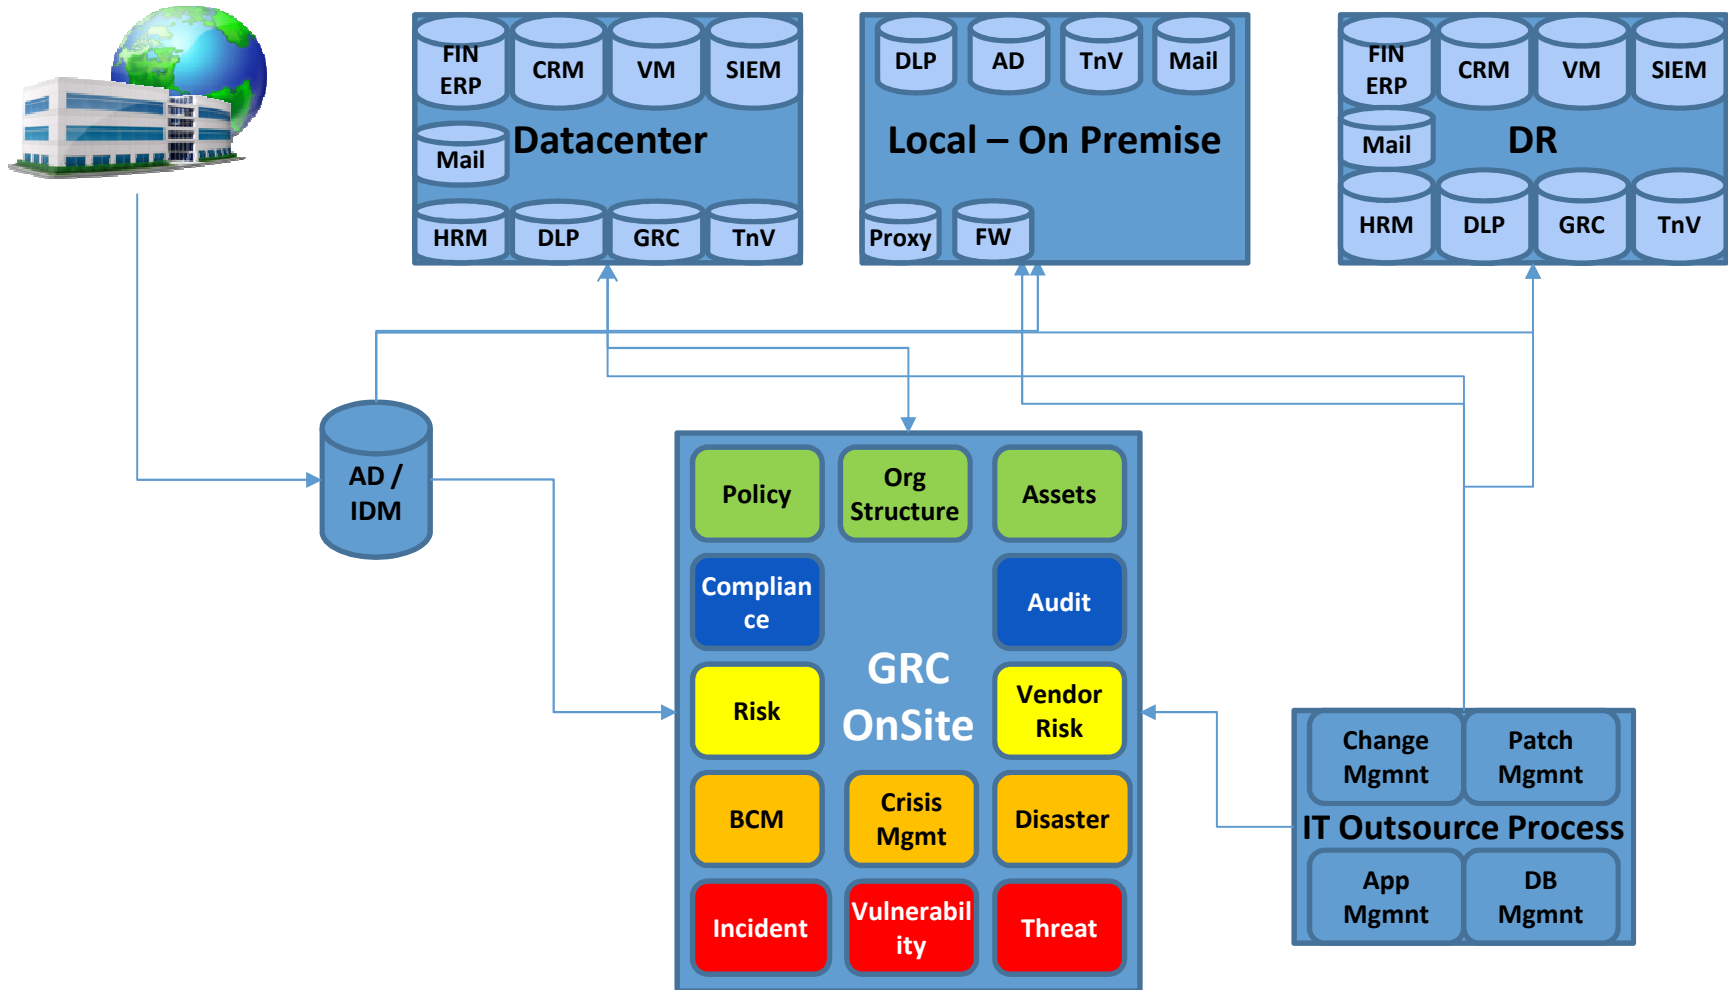 FIN
ERP
CRM
VM
SIEM
Mail
Datacenter
HRM
DLP
GRC
TnV
DLP
AD
TnV
Mail
Local – On Premise
Proxy
FW
FIN
ERP
CRM
VM
SIEM
Mail
DR
HRM
DLP
GRC
TnV
AD /
IDM
Policy
Org
Structure
Assets
Complian
ce
Audit
GRC
OnSite
Risk
Vendor
Risk
BCM
Crisis
Mgmt
Disaster
Incident
Vulnerabil
ity
Threat
Change
Mgmnt
Patch
Mgmnt
IT Outsource Process
App
Mgmnt
DB
Mgmnt